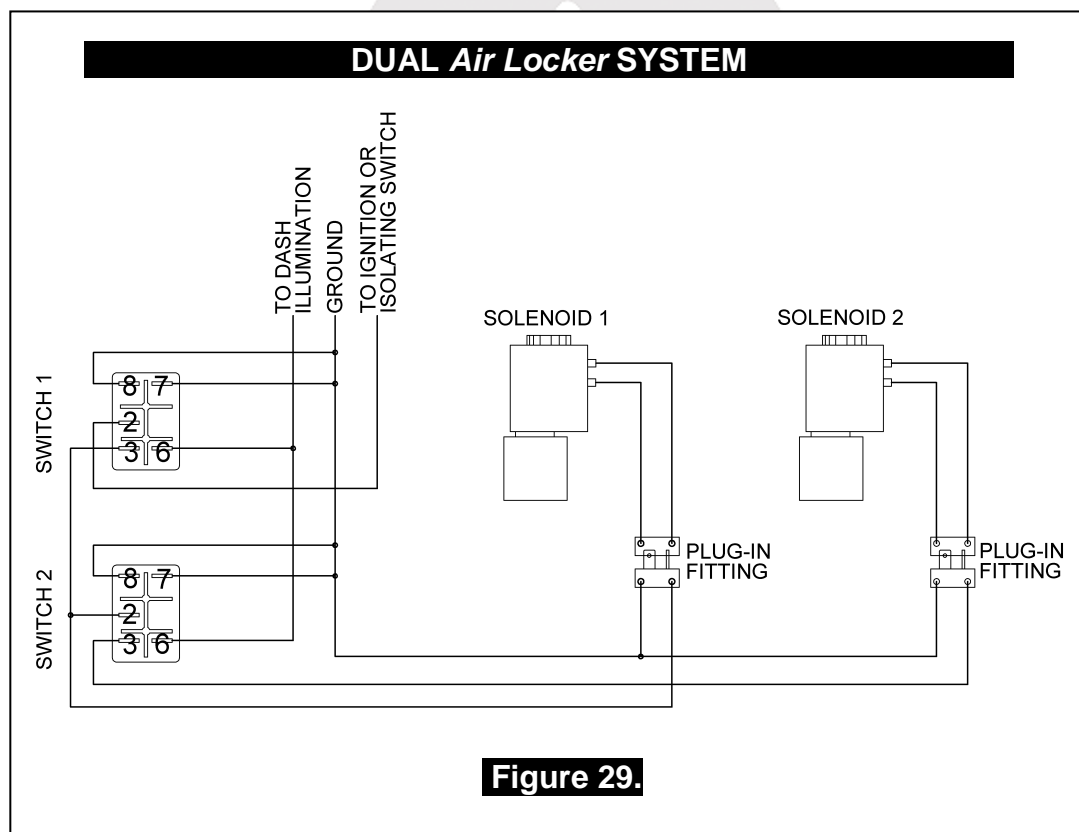 DUAL Air Locker SYSTEM
TO DASH
ILLUMINATION
GROUND
TO IGNITION OR
ISOLATING SWITCH
SOLENOID 1
SOLENOID 2
SWITCH 1
8 7
2
3 6
PLUG-IN
FITTING
PLUG-IN
FITTING
SWITCH 2
8 7
2
3 6
Figure 29.